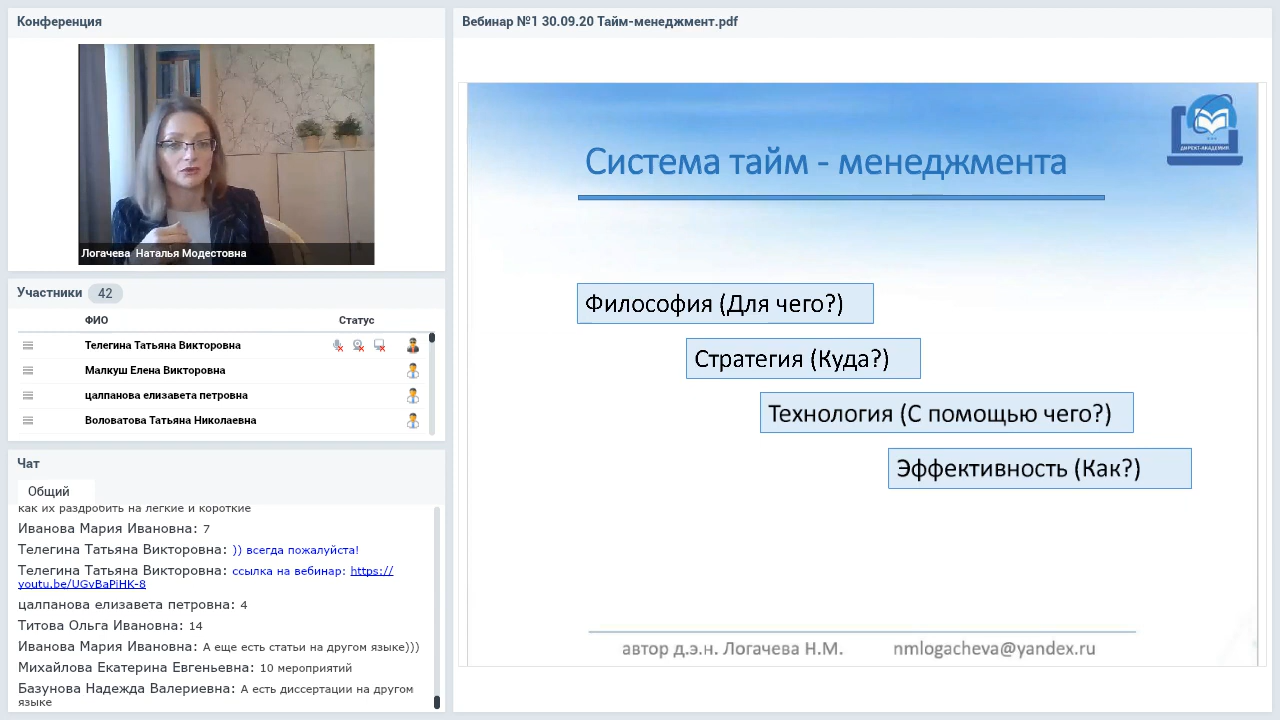 Конференция
Логачева Наталья Модестовна
Участники 42
ФИО Статус
Телегина Татьяна Викторовна
Малкуш Елена Викторовна
цалпанова елизавета петровна
Воловатова Татьяна Николаевна
Чат
Общий
как их раздробить на легкие и короткие
Иванова Мария Ивановна: 7
Телегина Татьяна Викторовна: )) всегда пожалуйста!
Телегина Татьяна Викторовна: ссылка на вебинар: https://
youtu.be/UGvBaPiHK-8
цалпанова елизавета петровна: 4
Титова Ольга Ивановна: 14
Иванова Мария Ивановна: А еще есть статьи на другом языке)))
Михайлова Екатерина Евгеньевна: 10 мероприятий
Базунова Надежда Валериевна: А есть диссертации на другом
языке
Вебинар №1 30.09.20 Тайм-менеджмент.pdf
ДИРЕКТ-АКАДЕМИЯ
Система тайм - менеджмента
Философия (Для чего?)
Стратегия (Куда?)
Технология (С помощью чего?)
Эффективность (Как?)
автор д.э.н. Логачева Н.М. nmlogacheva@yandex.ru